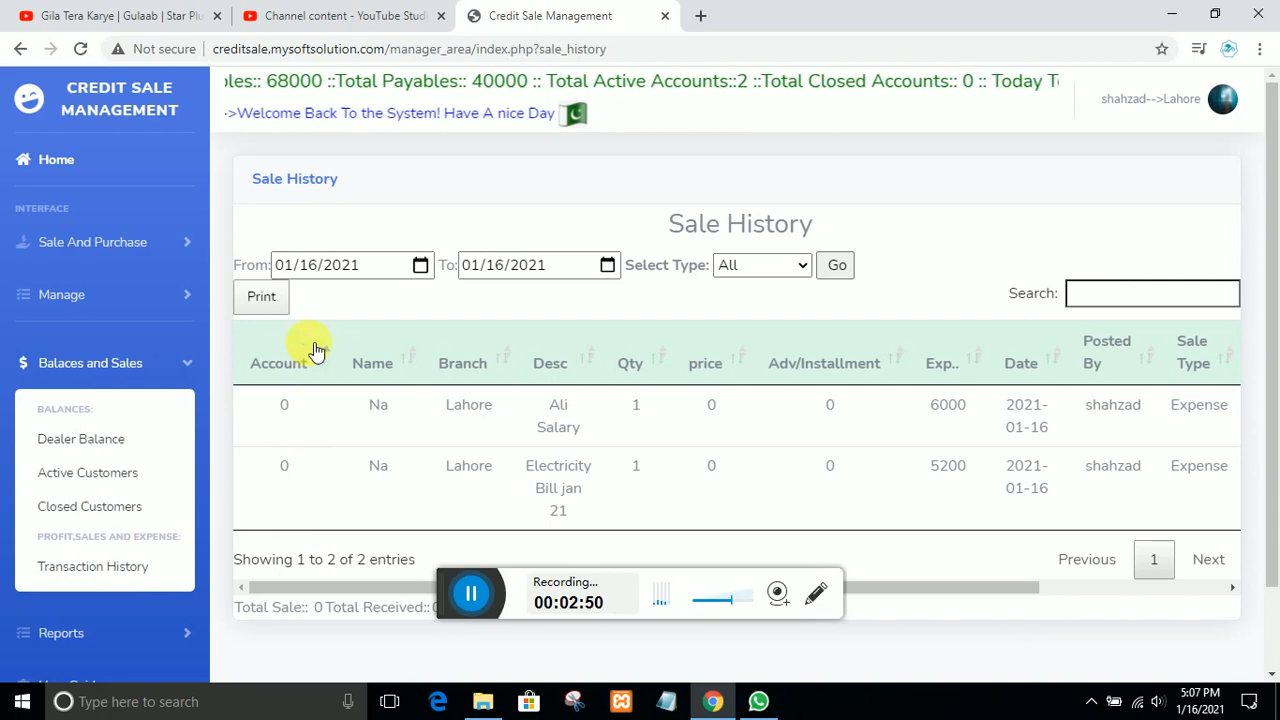 Gila Tera Karye | Gulaab | Star Plu
Channel content - YouTube Studi
Credit Sale Management
Not secure
creditsale.mysoftsolution.com/manager_area/index.php?sale_history
CREDIT SALE
MANAGEMENT
les:: 68000 ::Total Payables:: 40000 :: Total Active Accounts::2 ::Total Closed Accounts:: 0 :: Today To
->Welcome Back To the System! Have A nice Day
shahzad-->Lahore
Home
INTERFACE
Sale And Purchase
Manage
Balaces and Sales
BALANCES:
Dealer Balance
Active Customers
Closed Customers
PROFIT,SALES AND EXPENSE:
Transaction History
Reports
Sale History
Sale History
From: 01/16/2021 To: 01/16/2021 Select Type: All Go
Print
Search:
Account Name Branch Desc Qty price Adv/Installment Exp.. Date Posted By Sale Type
0 Na Lahore Ali Salary 1 0 0 6000 2021-01-16 shahzad Expense
0 Na Lahore Electricity Bill jan 21 1 0 0 5200 2021-01-16 shahzad Expense
Showing 1 to 2 of 2 entries
Previous 1 Next
Total Sale:: 0 Total Received::
Recording...
00:02:50
Type here to search
5:07 PM
1/16/2021